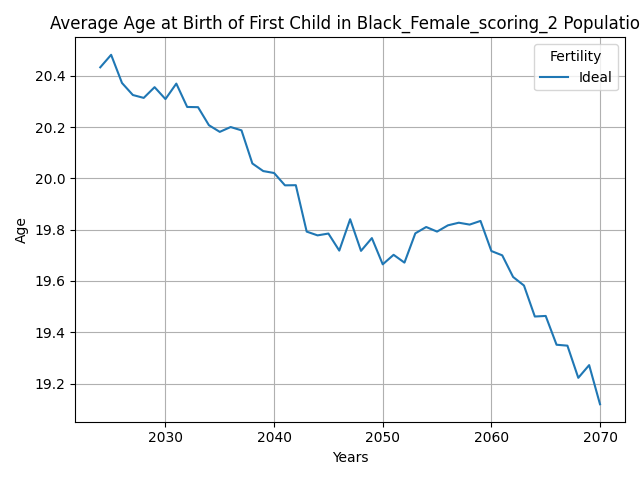 Average Age at Birth of First Child in Black_Female_scoring_2 Populatio
Fertility
Ideal
20.4
20.2
20.0
19.8
19.6
19.4
19.2
Age
2030 2040 2050 2060 2070
Years